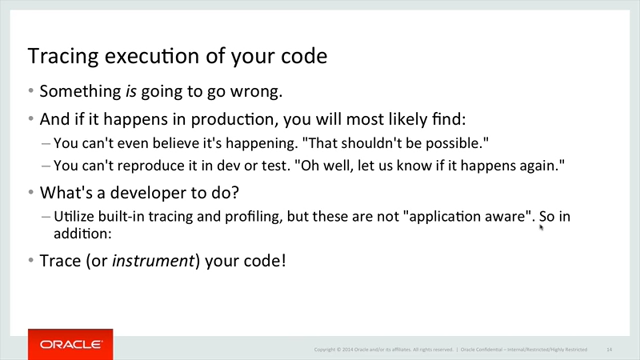 Tracing execution of your code
• Something is going to go wrong.
• And if it happens in production, you will most likely find:
– You can't even believe it's happening. "That shouldn't be possible."
– You can't reproduce it in dev or test. "Oh well, let us know if it happens again."
• What's a developer to do?
– Utilize built-in tracing and profiling, but these are not "application aware". So in
addition:
• Trace (or instrument) your code!
ORACLE
Copyright © 2014 Oracle and/or its affiliates. All rights reserved. | Oracle Confidential – Internal/Restricted/Highly Restricted